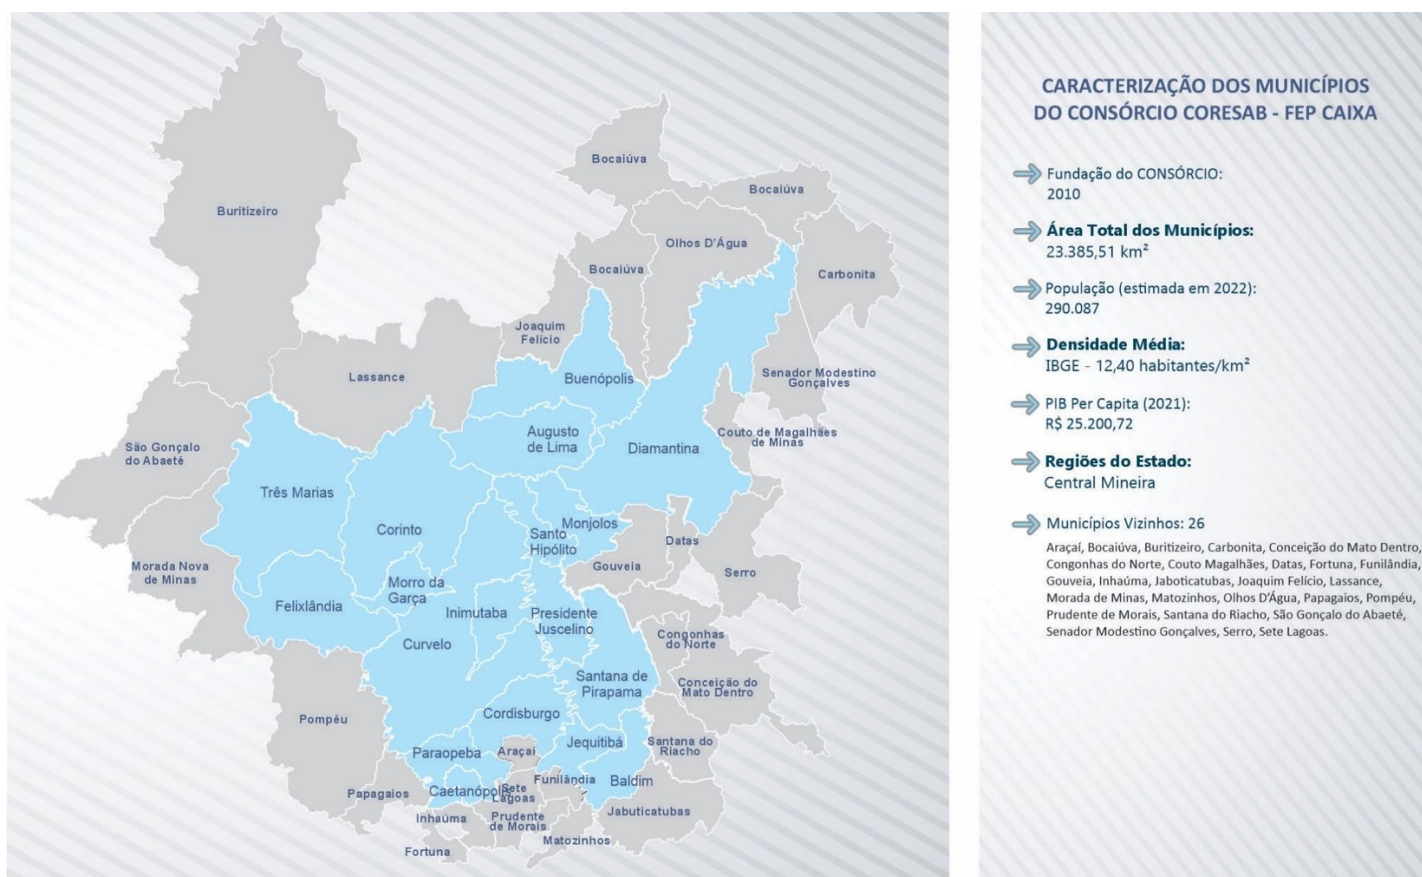 Bocaiúva
Bocaiúva
Buritizeiro
Olhos D'Água
Bocaiúva
Carbonita
Joaquim
Felício
Lassance
Buenópolis
Senador Modestino
Gonçalves
Augusto
de Lima
Couto de Magalhães
de Minas
Diamantina
São Gonçalo
do Abaeté
Três Marias
Corinto
Monjolos
Santo
Hipólito
Datas
Morada Nova
de Minas
Gouveia
Serro
Morro da
Garça
Felixlândia
Inimutaba
Presidente
Juscelino
Curvelo
Congonhas
do Norte
Santana de
Pirapama
Conceição do
Mato Dentro
Pompéu
Cordisburgo
Jequitibá
Santana do
Riacho
Paraopeba
Araçaí
Funilândia
Baldim
Papagaios
Caetanópolis
Sete
Lagoas
Jabuticatubas
Inhaúma
Prudente
de Morais
Matozinhos
Fortuna
CARACTERIZAÇÃO DOS MUNICÍPIOS
DO CONSÓRCIO CORESAB - FEP CAIXA
Fundação do CONSÓRCIO:
2010
Área Total dos Municípios:
23.385,51 km²
População (estimada em 2022):
290.087
Densidade Média:
IBGE - 12,40 habitantes/km²
PIB Per Capita (2021):
R$ 25.200,72
Regiões do Estado:
Central Mineira
Municípios Vizinhos: 26
Araçaí, Bocaiúva, Buritizeiro, Carbonita, Conceição do Mato Dentro,
Congonhas do Norte, Couto Magalhães, Datas, Fortuna, Funilândia,
Gouveia, Inhaúma, Jaboticatubas, Joaquim Felício, Lassance,
Morada de Minas, Matozinhos, Olhos D'Água, Papagaios, Pompéu,
Prudente de Morais, Santana do Riacho, São Gonçalo do Abaeté,
Senador Modestino Gonçalves, Serro, Sete Lagoas.